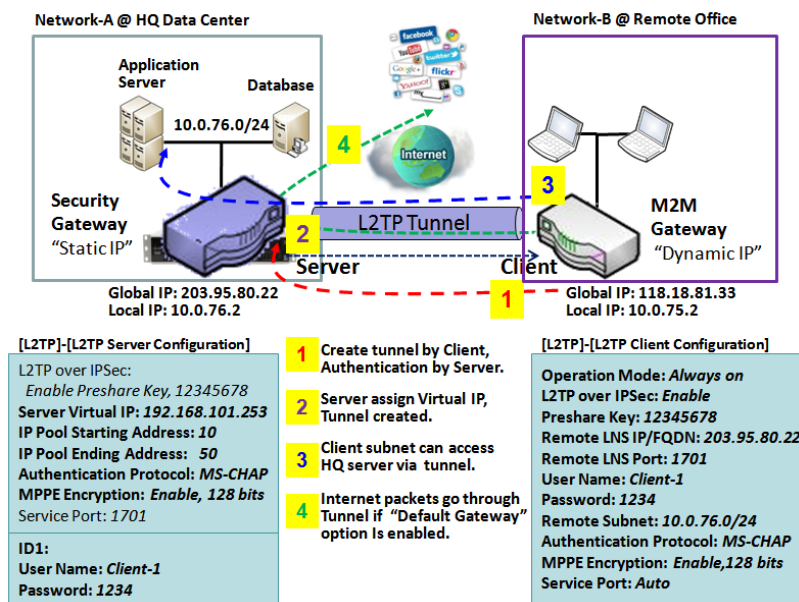 Network-A @ HQ Data Center
Network-B @ Remote Office
Application
Server
Database
10.0.76.0/24
facebook
YouTube
twitter
Google+
flickr
YAHOO!
my
Internet
4
3
Security
Gateway
"Static IP"
2
L2TP Tunnel
M2M
Gateway
"Dynamic IP"
Server
Client
1
Global IP: 203.95.80.22
Local IP: 10.0.76.2
Global IP: 118.18.81.33
Local IP: 10.0.75.2
[L2TP]-[L2TP Server Configuration]
L2TP over IPSec:
Enable Preshare Key, 12345678
Server Virtual IP: 192.168.101.253
IP Pool Starting Address: 10
IP Pool Ending Address: 50
Authentication Protocol: MS-CHAP
MPPE Encryption: Enable, 128 bits
Service Port: 1701
ID1:
User Name: Client-1
Password: 1234
1 Create tunnel by Client,
Authentication by Server.
2 Server assign Virtual IP,
Tunnel created.
3 Client subnet can access
HQ server via tunnel.
4 Internet packets go through
Tunnel if "Default Gateway"
option Is enabled.
[L2TP]-[L2TP Client Configuration]
Operation Mode: Always on
L2TP over IPSec: Enable
Preshare Key: 12345678
Remote LNS IP/FQDN: 203.95.80.22
Remote LNS Port: 1701
User Name: Client-1
Password: 1234
Remote Subnet: 10.0.76.0/24
Authentication Protocol: MS-CHAP
MPPE Encryption: Enable,128 bits
Service Port: Auto